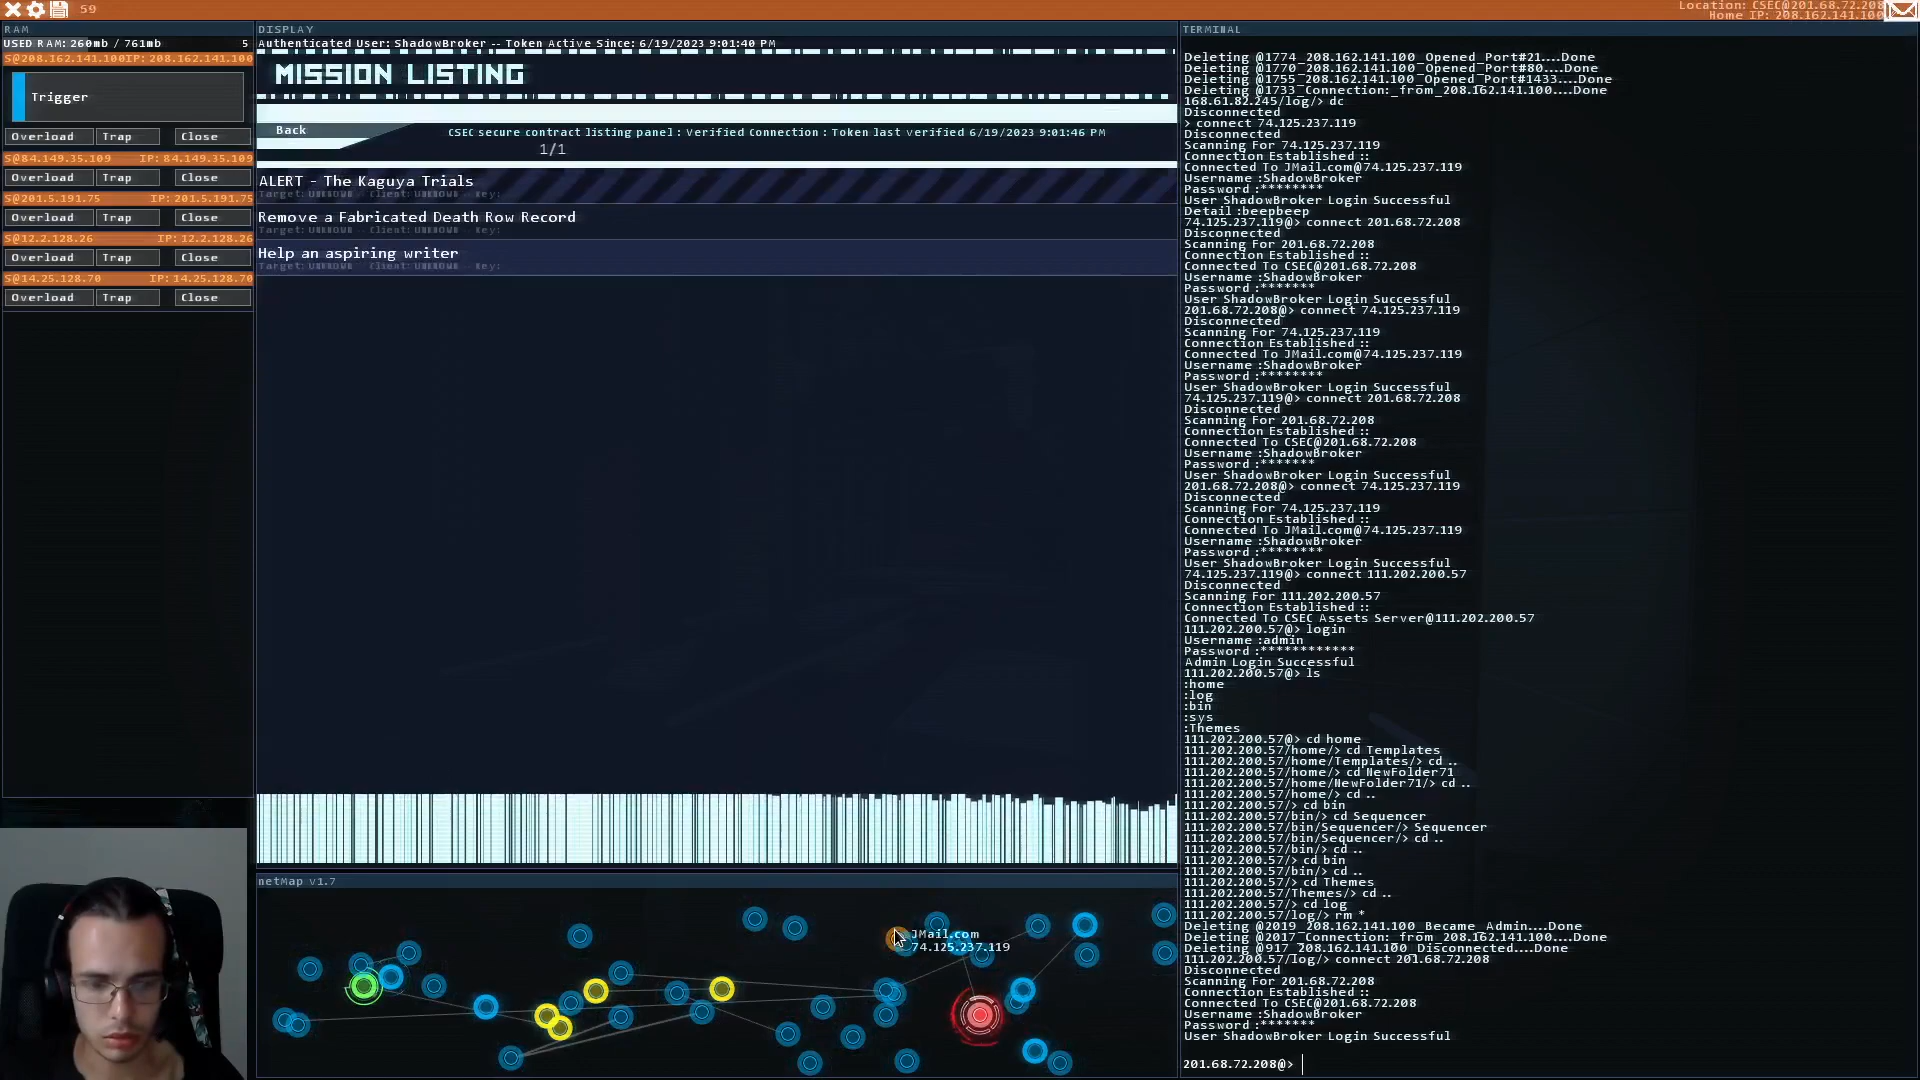 59
Location: CSEC@201.68.72.208
Home IP: 208.162.141.100
RAM
USED RAM: 260mb / 761mb 5
S@208.162.141.100IP: 208.162.141.100
Trigger
Overload Trap Close
S@84.149.35.109 IP: 84.149.35.109
Overload Trap Close
S@201.5.191.75 IP: 201.5.191.75
Overload Trap Close
S@12.2.128.26 IP: 12.2.128.26
Overload Trap Close
S@14.25.128.70 IP: 14.25.128.70
Overload Trap Close
DISPLAY
Authenticated User: ShadowBroker -- Token Active Since: 6/19/2023 9:01:40 PM
MISSION LISTING
Back
CSEC secure contract listing panel : Verified Connection : Token last verified 6/19/2023 9:01:46 PM
1/1
ALERT - The Kaguya Trials
Target: UNKNOWN -- Client: UNKNOWN -- Key:
Remove a Fabricated Death Row Record
Target: UNKNOWN -- Client: UNKNOWN -- Key:
Help an aspiring writer
Target: UNKNOWN -- Client: UNKNOWN -- Key:
netMap v1.7
JMail.com
74.125.237.119
TERMINAL
Deleting @1774_208.162.141.100_Opened_Port#21....Done
Deleting @1770_208.162.141.100_Opened_Port#80....Done
Deleting @1755_208.162.141.100_Opened_Port#1433....Done
Deleting @1733_Connection:_from_208.162.141.100....Done
168.61.82.245/log/> dc
Disconnected
> connect 74.125.237.119
Disconnected
Scanning For 74.125.237.119
Connection Established ::
Connected To JMail.com@74.125.237.119
Username :ShadowBroker
Password :********
User ShadowBroker Login Successful
Detail :beepbeep
74.125.237.119@> connect 201.68.72.208
Disconnected
Scanning For 201.68.72.208
Connection Established ::
Connected To CSEC@201.68.72.208
Username :ShadowBroker
Password :*******
User ShadowBroker Login Successful
201.68.72.208@> connect 74.125.237.119
Disconnected
Scanning For 74.125.237.119
Connection Established ::
Connected To JMail.com@74.125.237.119
Username :ShadowBroker
Password :********
User ShadowBroker Login Successful
74.125.237.119@> connect 201.68.72.208
Disconnected
Scanning For 201.68.72.208
Connection Established ::
Connected To CSEC@201.68.72.208
Username :ShadowBroker
Password :*******
User ShadowBroker Login Successful
201.68.72.208@> connect 74.125.237.119
Disconnected
Scanning For 74.125.237.119
Connection Established ::
Connected To JMail.com@74.125.237.119
Username :ShadowBroker
Password :********
User ShadowBroker Login Successful
74.125.237.119@> connect 111.202.200.57
Disconnected
Scanning For 111.202.200.57
Connection Established ::
Connected To CSEC Assets Server@111.202.200.57
111.202.200.57@> login
Username :admin
Password :************
Admin Login Successful
111.202.200.57@> ls
:home
:log
:bin
:sys
:Themes
111.202.200.57@> cd home
111.202.200.57/home/> cd Templates
111.202.200.57/home/Templates/> cd ..
111.202.200.57/home/> cd NewFolder71
111.202.200.57/home/NewFolder71/> cd ..
111.202.200.57/home/> cd ..
111.202.200.57/> cd bin
111.202.200.57/bin/> cd Sequencer
111.202.200.57/bin/Sequencer/> Sequencer
111.202.200.57/bin/Sequencer/> cd ..
111.202.200.57/bin/> cd ..
111.202.200.57/> cd bin
111.202.200.57/bin/> cd ..
111.202.200.57/> cd Themes
111.202.200.57/Themes/> cd ..
111.202.200.57/> cd log
111.202.200.57/log/> rm *
Deleting @2019_208.162.141.100_Became_Admin....Done
Deleting @2017_Connection:_from_208.162.141.100....Done
Deleting @917_208.162.141.100_Disconnected....Done
111.202.200.57/log/> connect 201.68.72.208
Disconnected
Scanning For 201.68.72.208
Connection Established ::
Connected To CSEC@201.68.72.208
Username :ShadowBroker
Password :*******
User ShadowBroker Login Successful
201.68.72.208@>